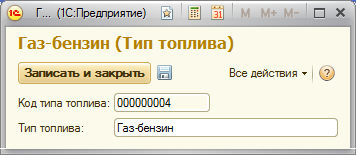 Г... (1С:Предприятие) M M+ M-
Газ-бензин (Тип топлива)
Записать и закрыть Все действия ?
Код типа топлива: 000000004
Тип топлива: Газ-бензин